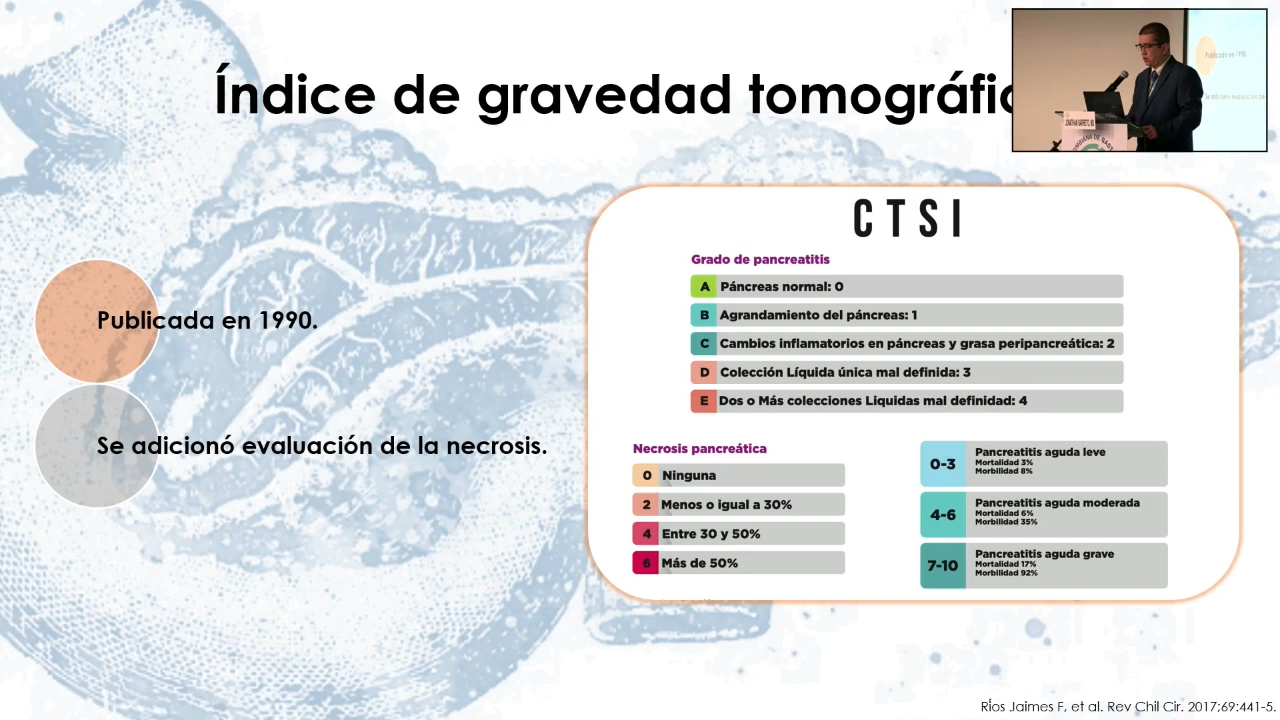 Índice de gravedad tomográfic
Publicada en 1990.
Se adicionó evaluación de la necrosis.
CTSI
Grado de pancreatitis
A Páncreas normal: 0
B Agrandamiento del páncreas: 1
C Cambios inflamatorios en páncreas y grasa peripancreática: 2
D Colección Líquida única mal definida: 3
E Dos o Más colecciones Liquidas mal definidad: 4
Necrosis pancreática
0 Ninguna
2 Menos o igual a 30%
4 Entre 30 y 50%
6 Más de 50%
0-3 Pancreatitis aguda leve
Mortalidad 3%
Morbilidad 8%
4-6 Pancreatitis aguda moderada
Mortalidad 6%
Morbilidad 35%
7-10 Pancreatitis aguda grave
Mortalidad 17%
Morbilidad 92%
Ríos Jaimes F, et al. Rev Chil Cir. 2017;69:441-5.
Publicada en 1990
Se adicionó evaluación de